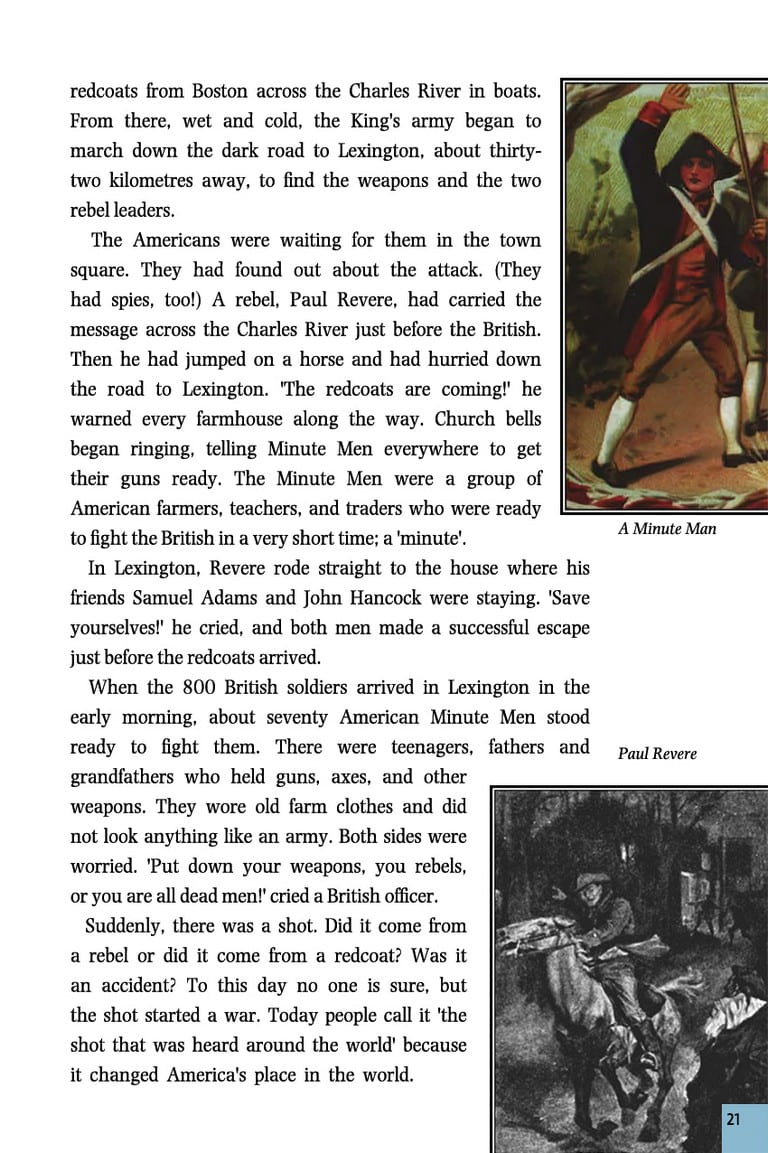 redcoats from Boston across the Charles River in boats.
From there, wet and cold, the King's army began to
march down the dark road to Lexington, about thirty-
two kilometres away, to find the weapons and the two
rebel leaders.
The Americans were waiting for them in the town
square. They had found out about the attack. (They
had spies, too!) A rebel, Paul Revere, had carried the
message across the Charles River just before the British.
Then he had jumped on a horse and had hurried down
the road to Lexington. 'The redcoats are coming!' he
warned every farmhouse along the way. Church bells
began ringing, telling Minute Men everywhere to get
their guns ready. The Minute Men were a group of
American farmers, teachers, and traders who were ready
to fight the British in a very short time; a 'minute'.
A Minute Man
In Lexington, Revere rode straight to the house where his
friends Samuel Adams and John Hancock were staying. 'Save
yourselves!' he cried, and both men made a successful escape
just before the redcoats arrived.
When the 800 British soldiers arrived in Lexington in the
early morning, about seventy American Minute Men stood
ready to fight them. There were teenagers, fathers and
grandfathers who held guns, axes, and other
weapons. They wore old farm clothes and did
not look anything like an army. Both sides were
worried. 'Put down your weapons, you rebels,
or you are all dead men!' cried a British officer.
Suddenly, there was a shot. Did it come from
a rebel or did it come from a redcoat? Was it
an accident? To this day no one is sure, but
the shot started a war. Today people call it 'the
shot that was heard around the world' because
it changed America's place in the world.
Paul Revere
21